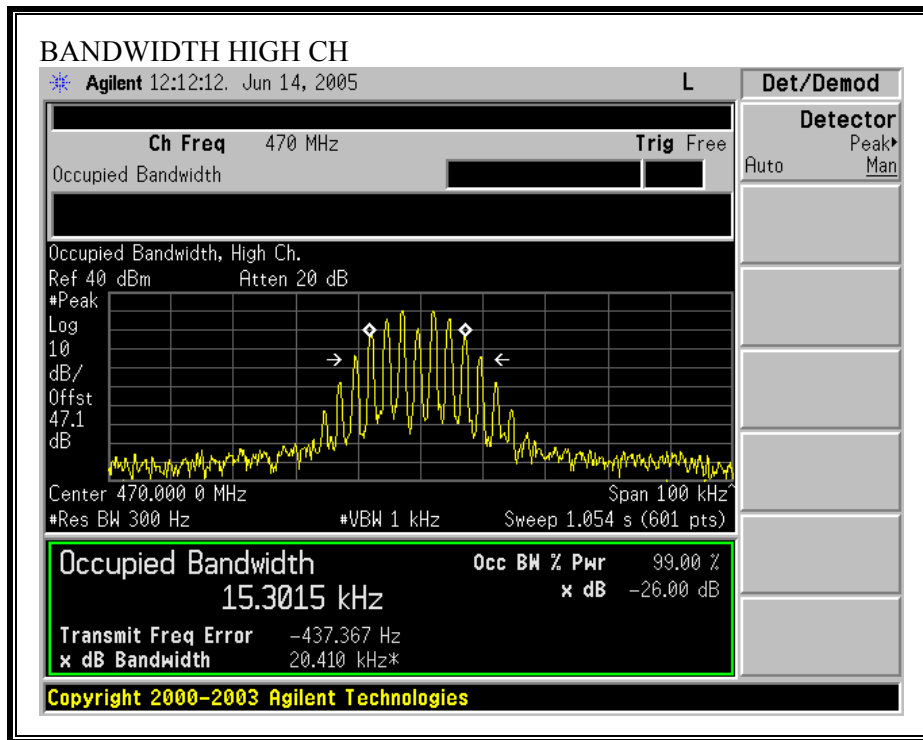 BANDWIDTH HIGH CH
Agilent 12:12:12. Jun 14, 2005 L Det/Demod
Detector
Peak
Auto Man
Ch Freq 470 MHz Trig Free
Occupied Bandwidth
Occupied Bandwidth, High Ch.
Ref 40 dBm Atten 20 dB
#Peak
Log
10
dB/
Offst
47.1
dB
Center 470.000 0 MHz Span 100 kHz^
#Res BW 300 Hz #VBW 1 kHz Sweep 1.054 s (601 pts)
Occupied Bandwidth Occ BW % Pwr 99.00 %
15.3015 kHz x dB -26.00 dB
Transmit Freq Error -437.367 Hz
x dB Bandwidth 20.410 kHz*
Copyright 2000-2003 Agilent Technologies